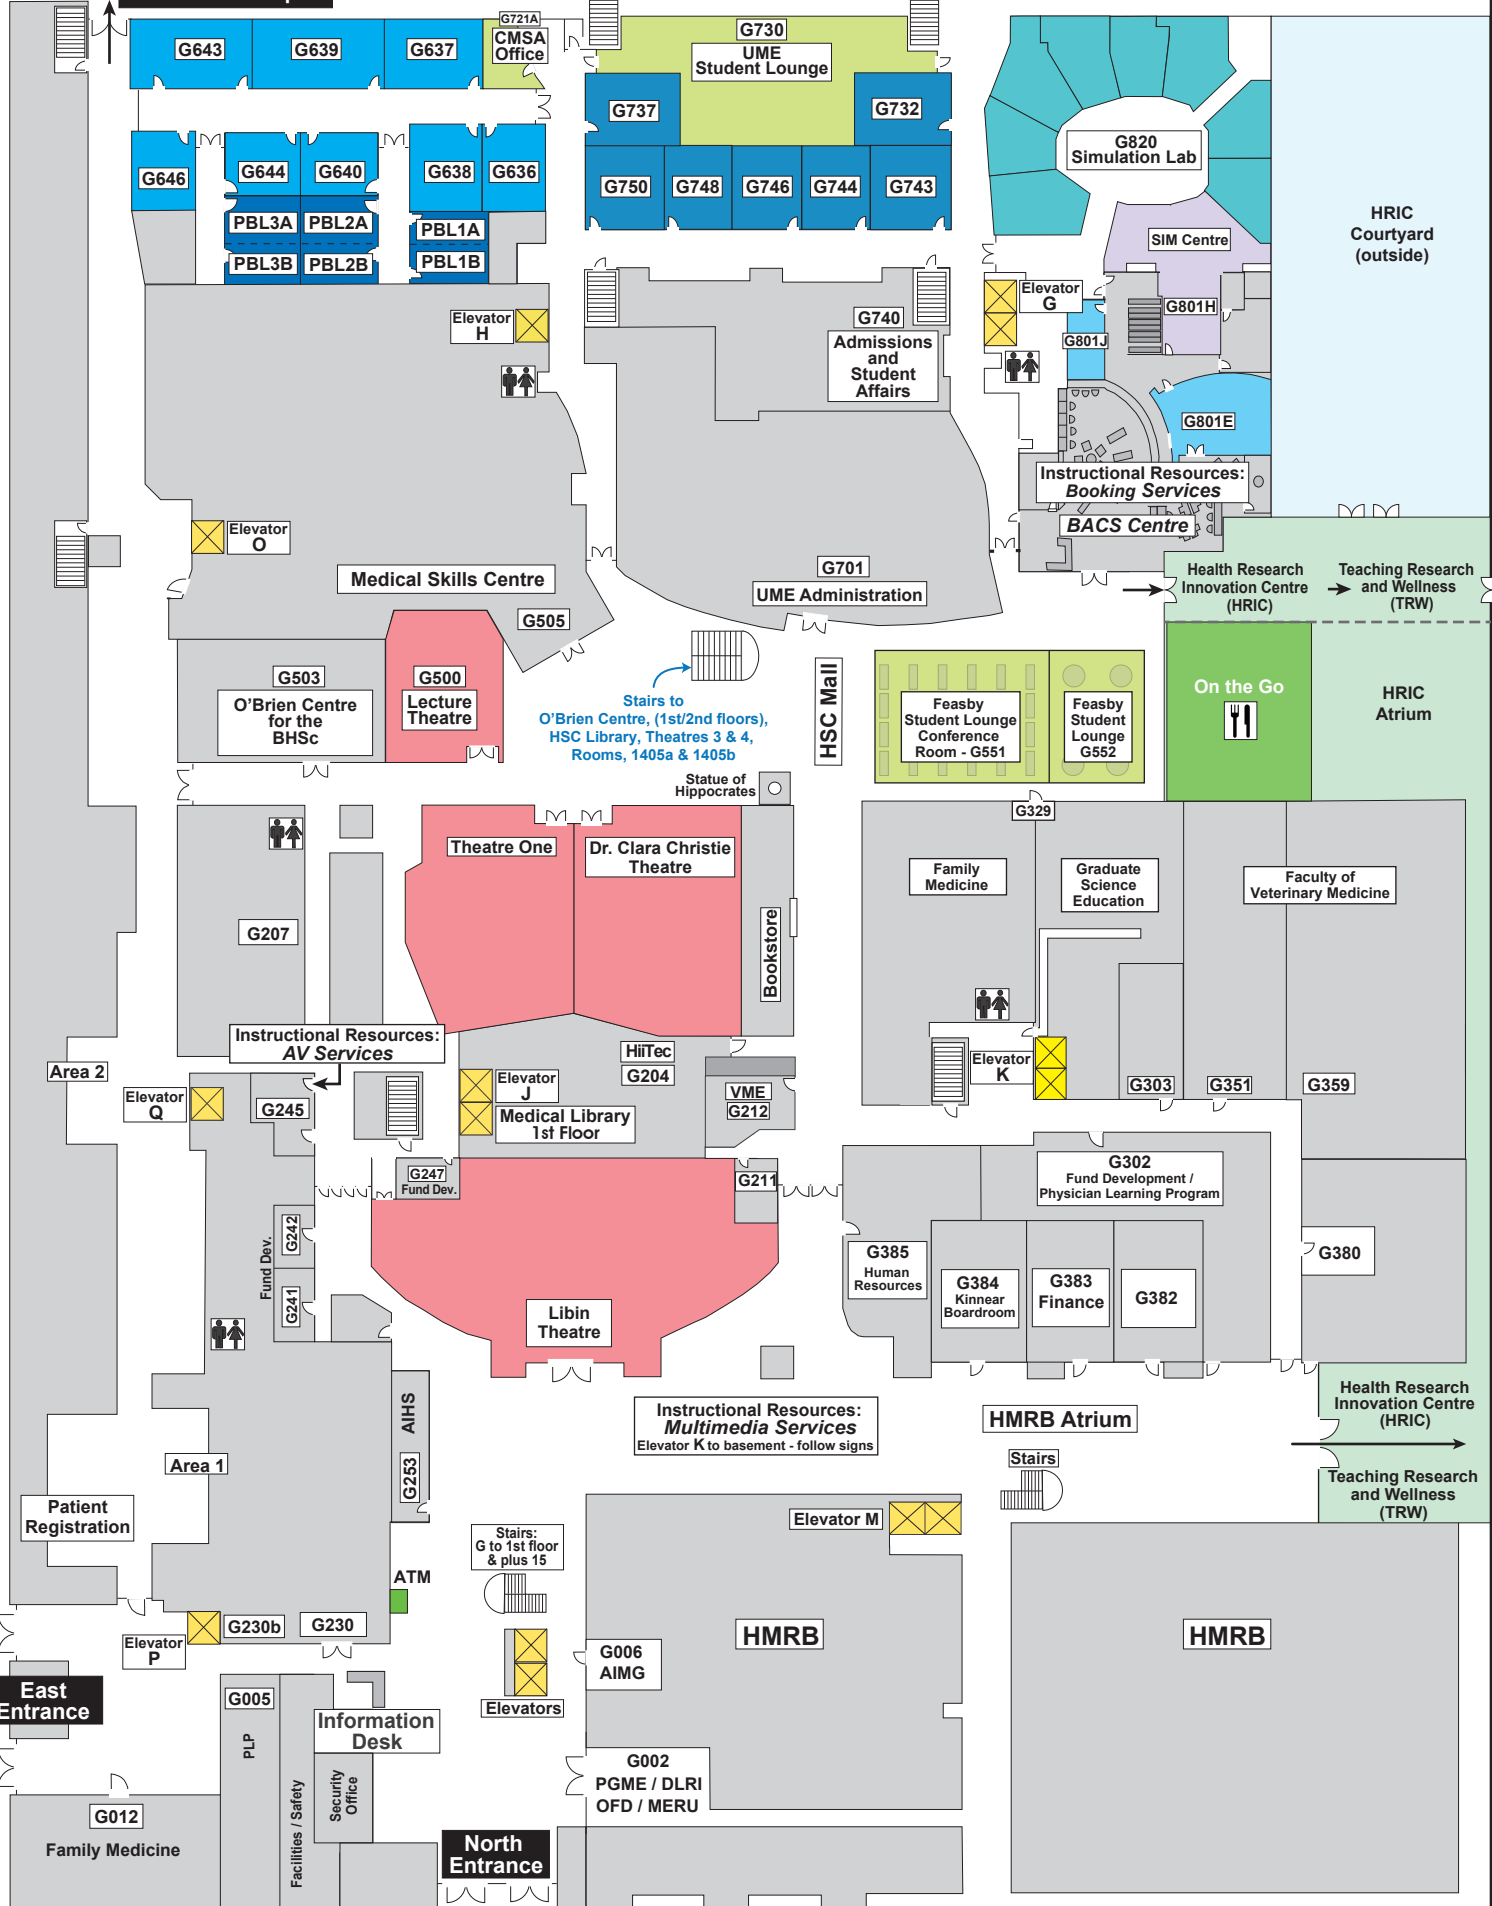 G643
G639
G637
G721A
CMSA
Office
G730
UME
Student Lounge
G737
G732
G646
G644
G640
G638
G636
G750
G748
G746
G744
G743
PBL3A
PBL2A
PBL1A
PBL3B
PBL2B
PBL1B
G820
Simulation Lab
SIM Centre
HRIC
Courtyard
(outside)
Elevator
H
Elevator
G
G801H
G801J
G801E
G740
Admissions
and
Student
Affairs
Instructional Resources:
Booking Services
BACS Centre
Elevator
O
Medical Skills Centre
G505
G701
UME Administration
Health Research
Innovation Centre
(HRIC)
Teaching Research
and Wellness
(TRW)
G503
O'Brien Centre
for the
BHSc
G500
Lecture
Theatre
Stairs to
O'Brien Centre, (1st/2nd floors),
HSC Library, Theatres 3 & 4,
Rooms, 1405a & 1405b
HSC Mall
Feasby
Student Lounge
Conference
Room - G551
Feasby
Student
Lounge
G552
On the Go
HRIC
Atrium
Statue of
Hippocrates
G329
Theatre One
Dr. Clara Christie
Theatre
Bookstore
Family
Medicine
Graduate
Science
Education
Faculty of
Veterinary Medicine
G207
Instructional Resources:
AV Services
HiiTec
G204
Area 2
Elevator
Q
G245
Elevator
J
Medical Library
1st Floor
VME
G212
Elevator
K
G303
G351
G359
G247
Fund Dev.
G211
G302
Fund Development /
Physician Learning Program
G242
Fund Dev.
G241
G385
Human
Resources
G384
Kinnear
Boardroom
G383
Finance
G382
G380
Libin
Theatre
AIHS
G253
Instructional Resources:
Multimedia Services
Elevator K to basement - follow signs
HMRB Atrium
Health Research
Innovation Centre
(HRIC)
Stairs
Area 1
Teaching Research
and Wellness
(TRW)
Patient
Registration
Elevator M
Stairs:
G to 1st floor
& plus 15
ATM
G230b
G230
Elevator
P
HMRB
HMRB
G006
AIMG
Elevators
East
Entrance
G005
PLP
Information
Desk
Facilities / Safety
Security
Office
G002
PGME / DLRI
OFD / MERU
G012
Family Medicine
North
Entrance